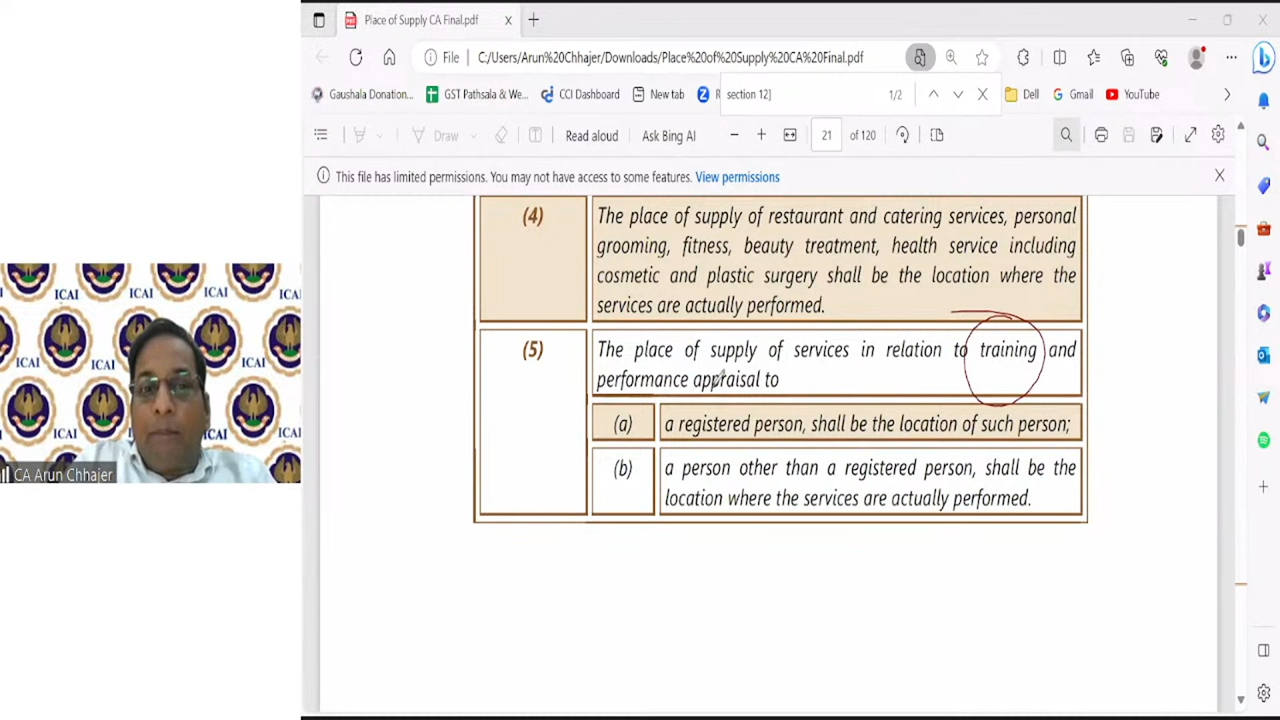 Place of Supply CA Final.pdf
File C:/Users/Arun%20Chhajer/Downloads/Place%20of%20Supply%20CA%20Final.pdf
Gaushala Donation... GST Pathsala & We... CCI Dashboard New tab R Dell Gmail YouTube
section 12] 1/2
Draw Read aloud Ask Bing AI 21 of 120
This file has limited permissions. You may not have access to some features. View permissions
(4) The place of supply of restaurant and catering services, personal
grooming, fitness, beauty treatment, health service including
cosmetic and plastic surgery shall be the location where the
services are actually performed.
(5) The place of supply of services in relation to training and
performance appraisal to
(a) a registered person, shall be the location of such person;
(b) a person other than a registered person, shall be the
location where the services are actually performed.
ICAI ICAI ICAI
ICAI ICAI
ICAI ICAI
CA Arun Chhajer